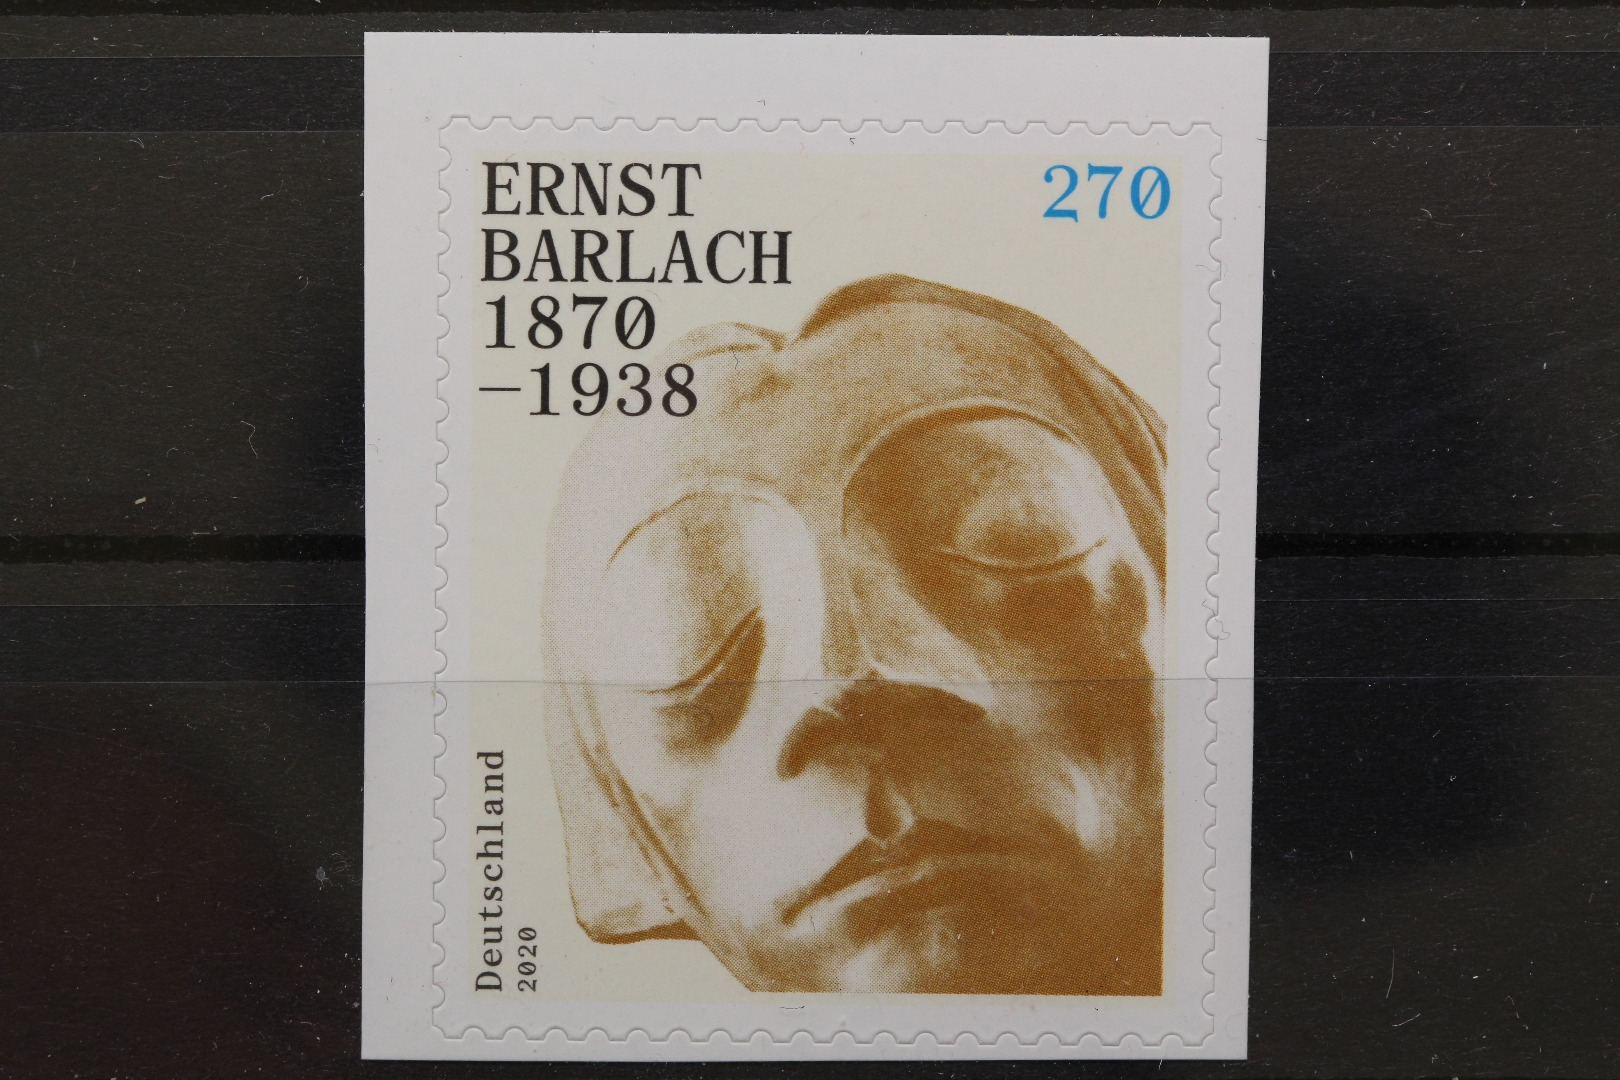 ERNST
BARLACH
1870
–1938
270
Deutschland
2020